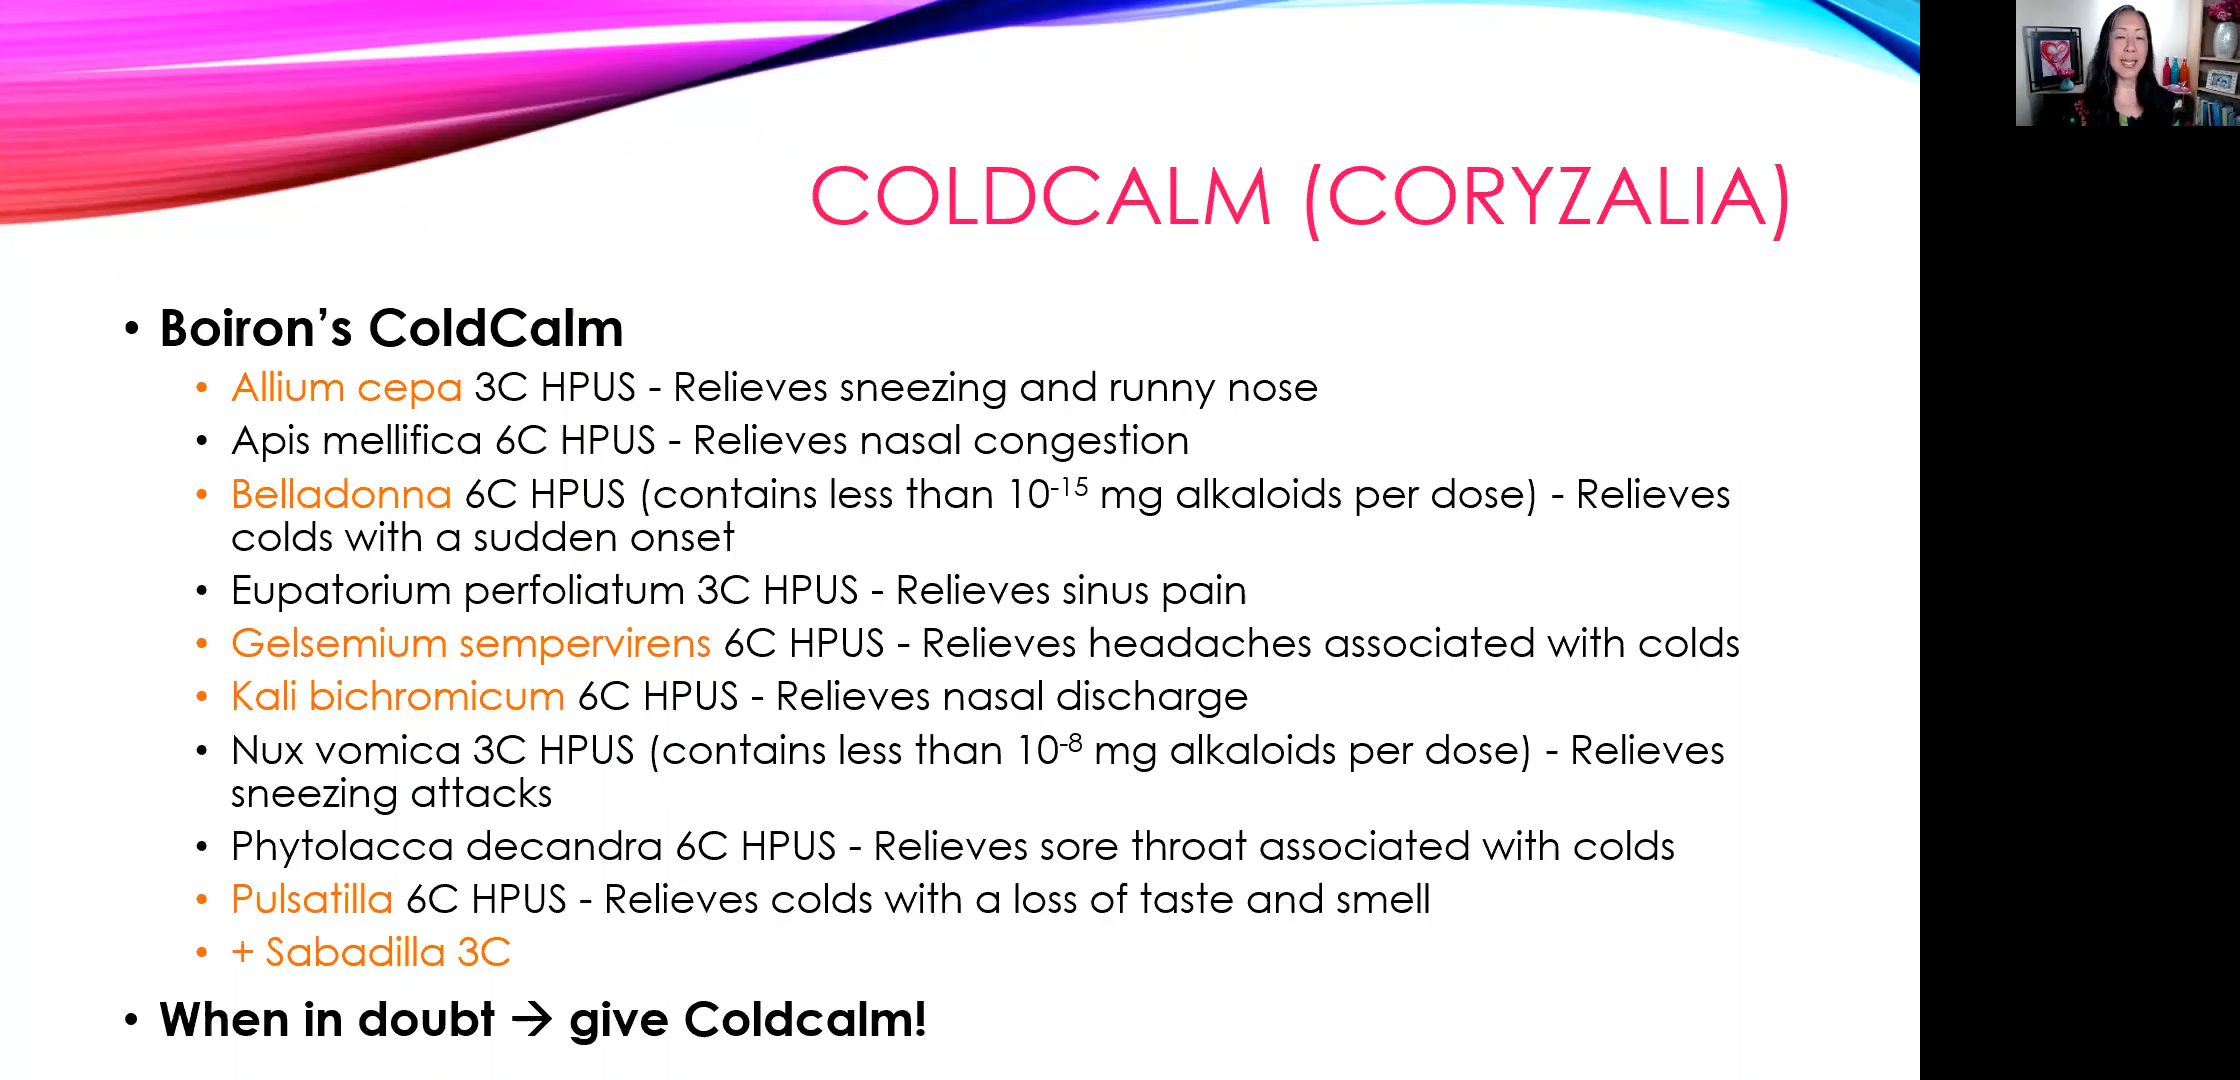 COLDCALM (CORYZALIA)
• Boiron's ColdCalm
• Allium cepa 3C HPUS - Relieves sneezing and runny nose
• Apis mellifica 6C HPUS - Relieves nasal congestion
• Belladonna 6C HPUS (contains less than 10⁻¹⁵ mg alkaloids per dose) - Relieves
colds with a sudden onset
• Eupatorium perfoliatum 3C HPUS - Relieves sinus pain
• Gelsemium sempervirens 6C HPUS - Relieves headaches associated with colds
• Kali bichromicum 6C HPUS - Relieves nasal discharge
• Nux vomica 3C HPUS (contains less than 10⁻⁸ mg alkaloids per dose) - Relieves
sneezing attacks
• Phytolacca decandra 6C HPUS - Relieves sore throat associated with colds
• Pulsatilla 6C HPUS - Relieves colds with a loss of taste and smell
• + Sabadilla 3C
• When in doubt → give Coldcalm!